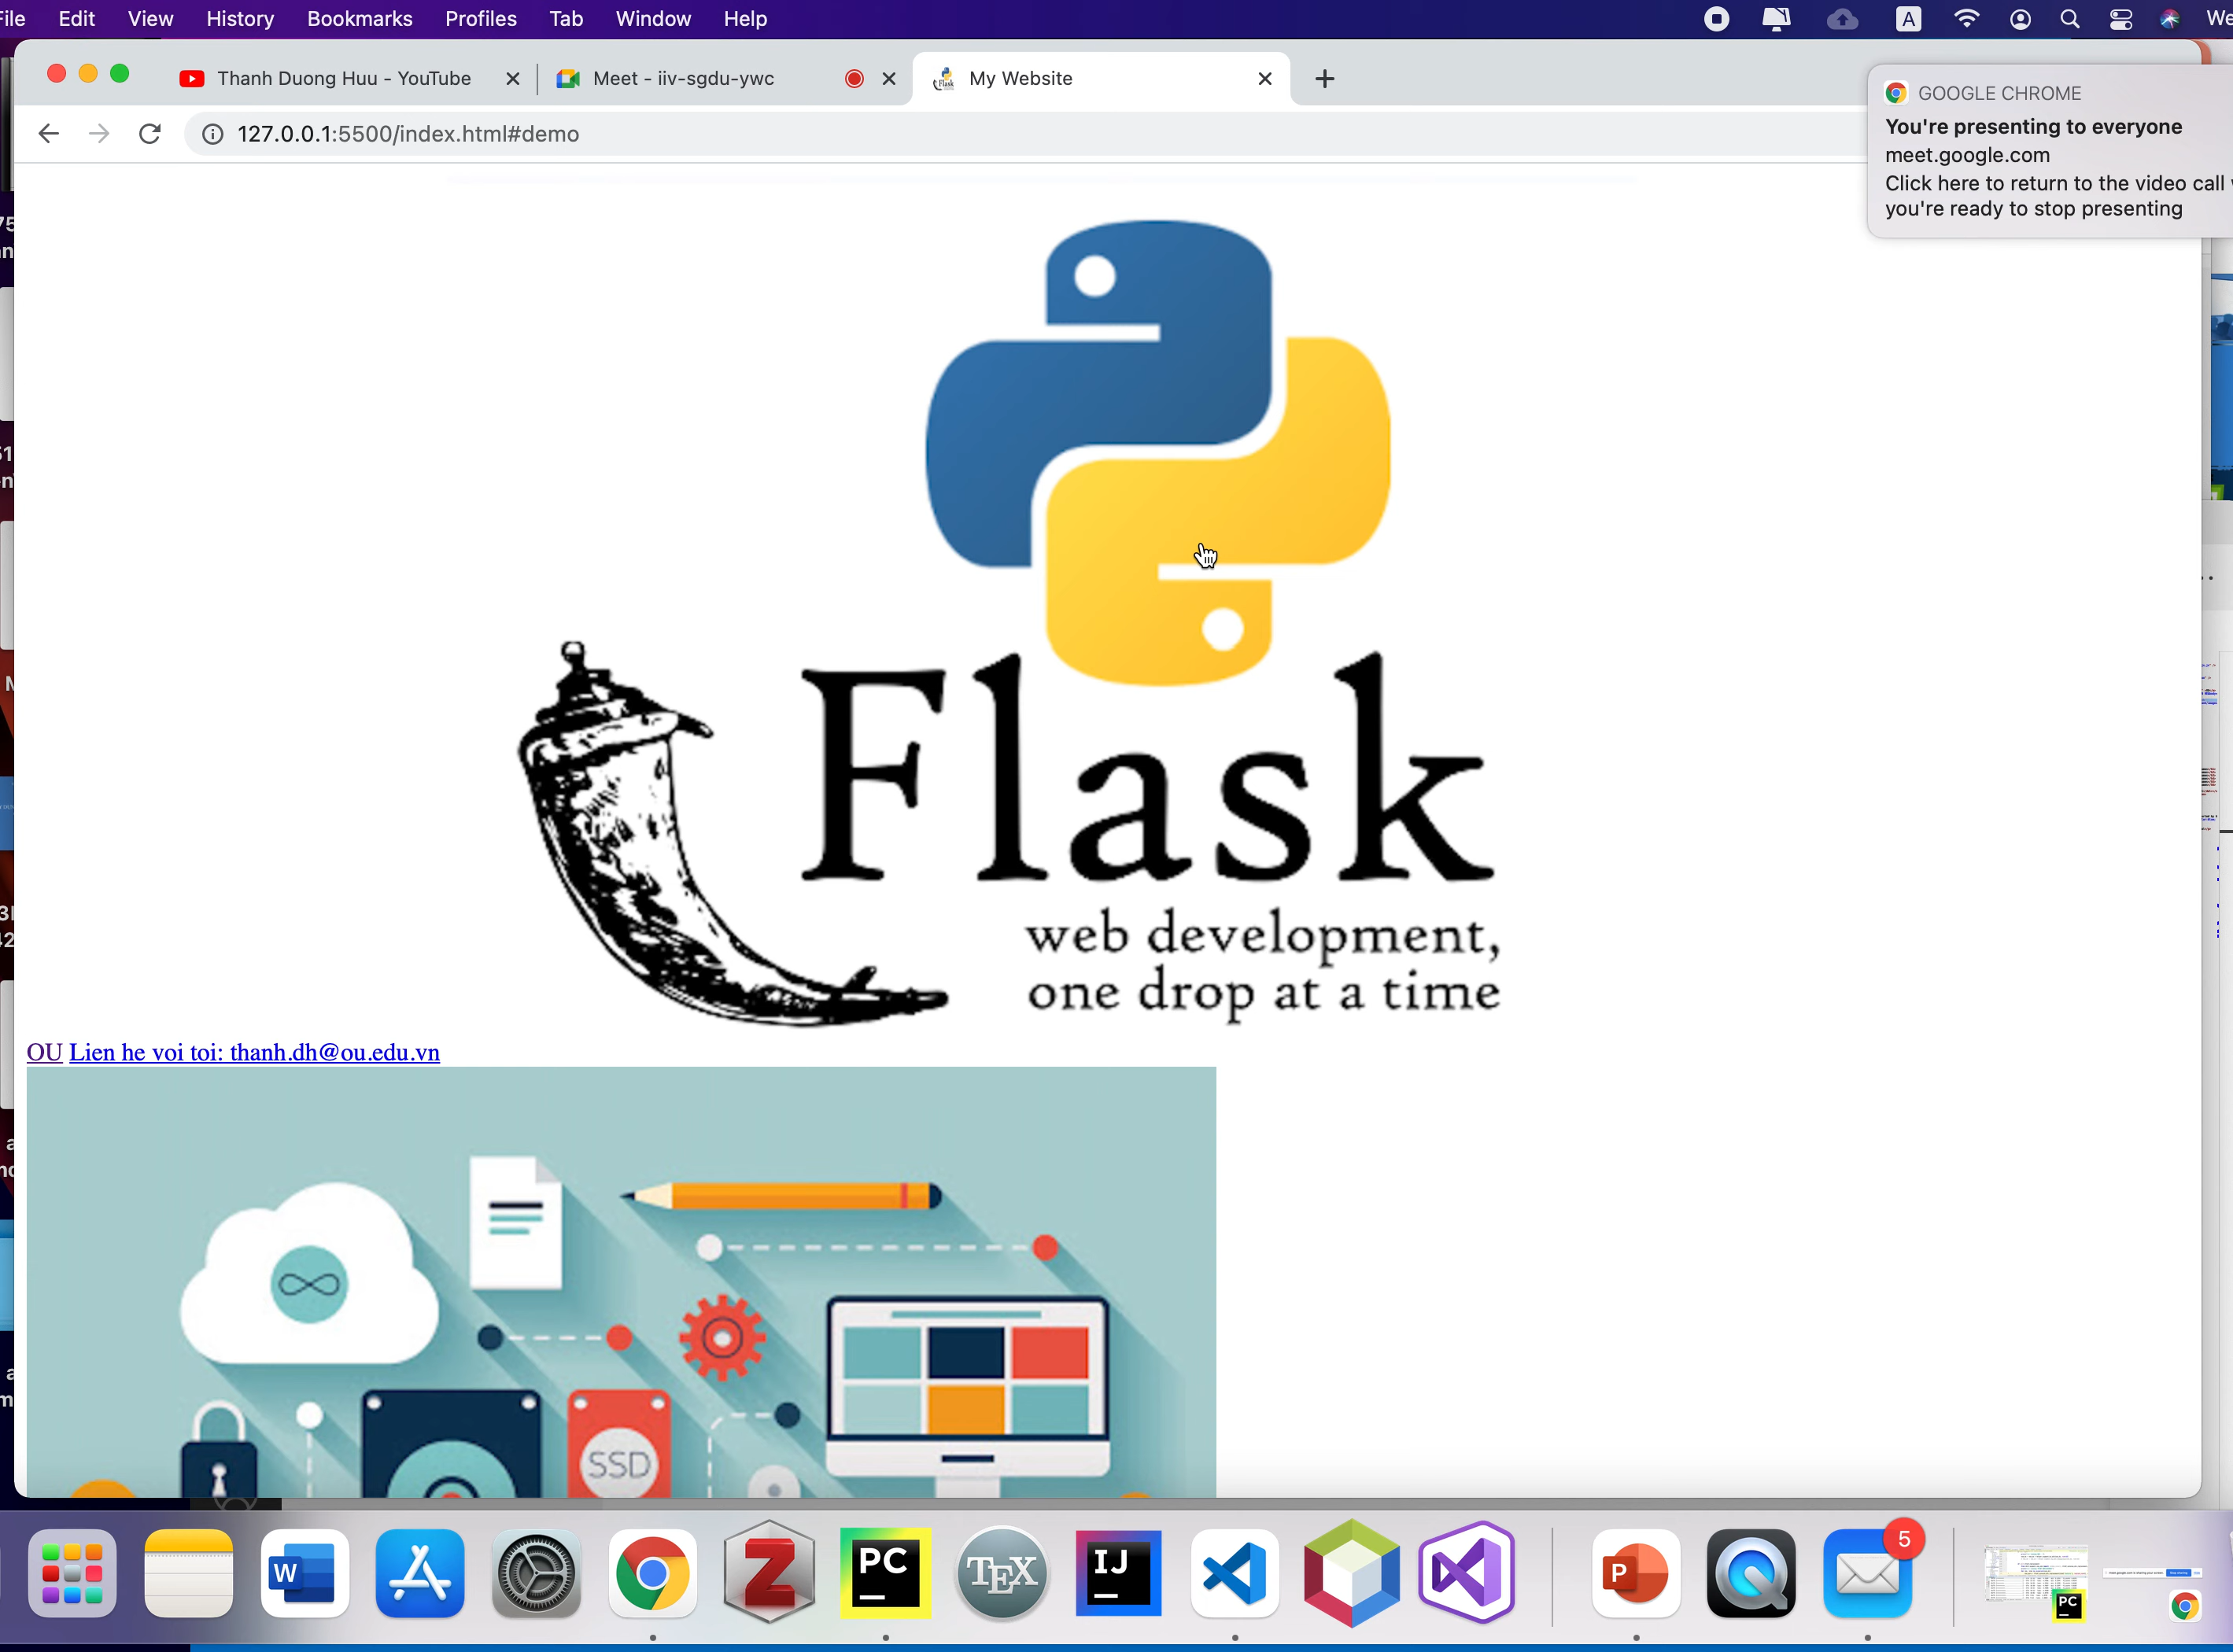 File Edit View History Bookmarks Profiles Tab Window Help
A
Thanh Duong Huu - YouTube
Meet - iiv-sgdu-ywc
Flask
My Website
127.0.0.1:5500/index.html#demo
GOOGLE CHROME
You're presenting to everyone
meet.google.com
Click here to return to the video call
you're ready to stop presenting
Flask
web development,
one drop at a time
OU Lien he voi toi: thanh.dh@ou.edu.vn
SSD
W
Z
PC
TEX
IJ
P
5
PC